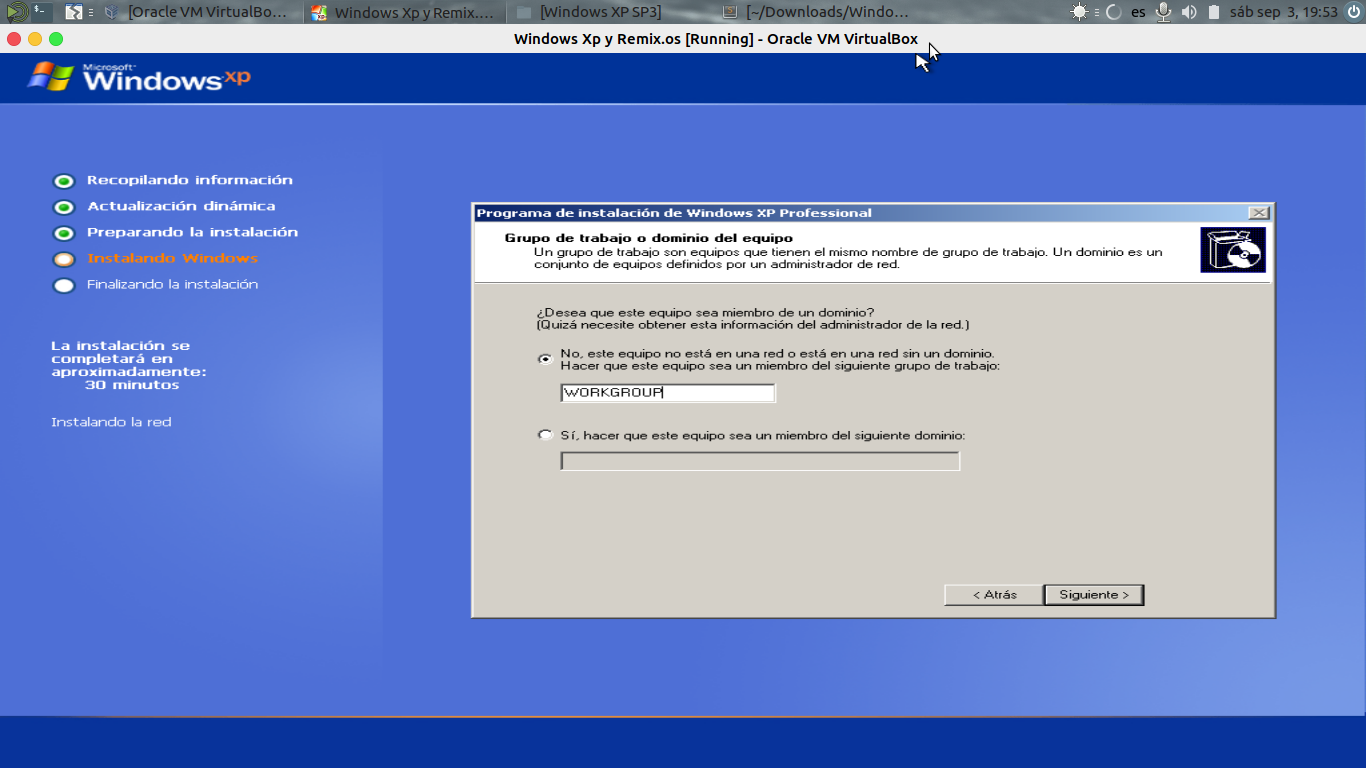 [Oracle VM VirtualBo...
Windows Xp y Remix....
[Windows XP SP3]
[~/Downloads/Windo...
es
sáb sep 3, 19:53
Windows Xp y Remix.os [Running] - Oracle VM VirtualBox
Microsoft
Windows xp
Recopilando información
Actualización dinámica
Preparando la instalación
Instalando Windows
Finalizando la instalación
La instalación se
completará en
aproximadamente:
30 minutos
Instalando la red
Programa de instalación de Windows XP Professional
Grupo de trabajo o dominio del equipo
Un grupo de trabajo son equipos que tienen el mismo nombre de grupo de trabajo. Un dominio es un
conjunto de equipos definidos por un administrador de red.
¿Desea que este equipo sea miembro de un dominio?
(Quizá necesite obtener esta información del administrador de la red.)
No, este equipo no está en una red o está en una red sin un dominio.
Hacer que este equipo sea un miembro del siguiente grupo de trabajo:
WORKGROUP
Sí, hacer que este equipo sea un miembro del siguiente dominio:
< Atrás
Siguiente >